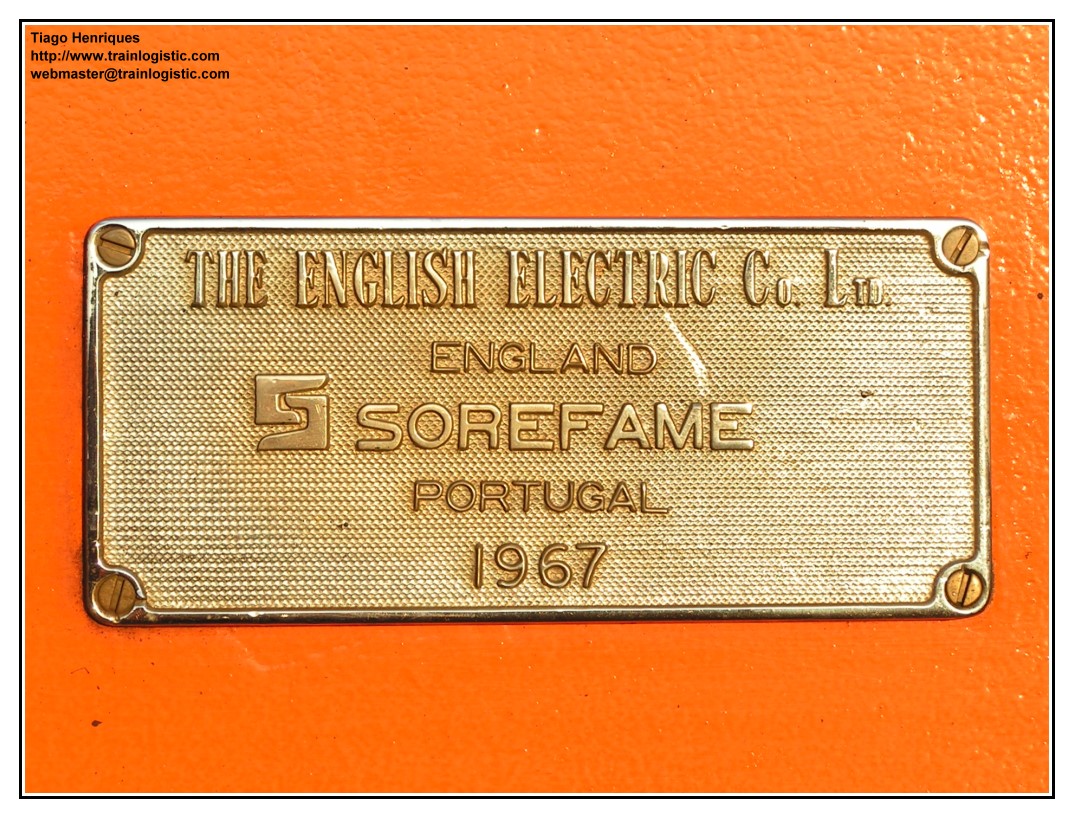 Tiago Henriques
http://www.trainlogistic.com
webmaster@trainlogistic.com
THE ENGLISH ELECTRIC Co. LTD.
ENGLAND
SOREFAME
PORTUGAL
1967